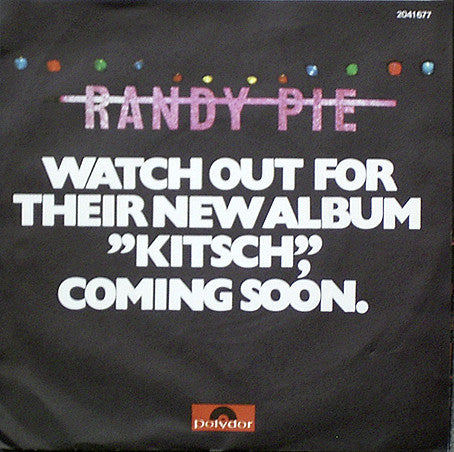 2041677
RANDY PIE
WATCH OUT FOR
THEIR NEW ALBUM
”KITSCH”,
COMING SOON.
polydor